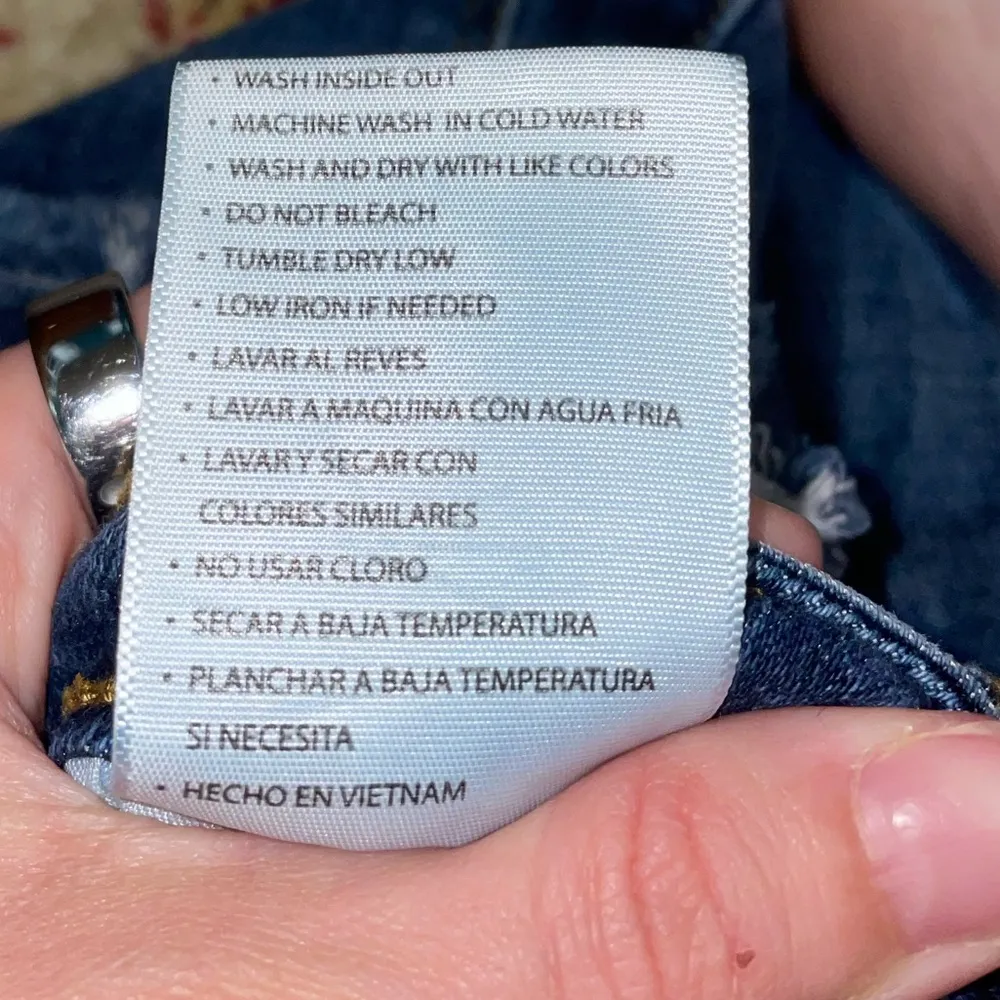 • WASH INSIDE OUT
• MACHINE WASH IN COLD WATER
• WASH AND DRY WITH LIKE COLORS
• DO NOT BLEACH
• TUMBLE DRY LOW
• LOW IRON IF NEEDED
• LAVAR AL REVES
• LAVAR A MAQUINA CON AGUA FRIA
• LAVAR Y SECAR CON
COLORES SIMILARES
• NO USAR CLORO
• SECAR A BAJA TEMPERATURA
• PLANCHAR A BAJA TEMPERATURA
SI NECESITA
• HECHO EN VIETNAM